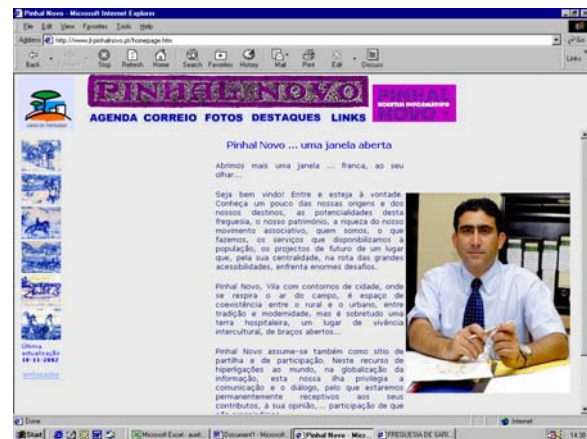 Pinhal Novo - Microsoft Internet Explorer
File Edit View Favorites Tools Help
Address http://www.jf-pinhalnovo.pt/homepage.htm
Go
Links
Back Stop Refresh Home Search Favorites History Mail Print Edit Discuss
PINHAL NOVO
PINHAL NOVO
BOLETIM INFORMATIVO
AGENDA CORREIO FOTOS DESTAQUES LINKS
Pinhal Novo ... uma janela aberta
Abrimos mais uma janela ... franca, ao seu
olhar...
Seja bem vindo! Entre e esteja à vontade.
Conheça um pouco das nossas origens e dos
nossos destinos, as potencialidades desta
freguesia, o nosso património, a riqueza do nosso
movimento associativo, quem somos, o que
fazemos, os serviços que disponibilizamos à
população, os projectos de futuro de um lugar
que, pela sua centralidade, na rota das grandes
acessibilidades, enfrenta enormes desafios.
Pinhal Novo, Vila com contornos de cidade, onde
se respira o ar do campo, é espaço de
coexistência entre o rural e o urbano, entre
tradição e modernidade, mas é sobretudo uma
terra hospitaleira, um lugar de vivência
intercultural, de braços abertos...
Pinhal Novo assume-se também como sítio de
partilha e de participação. Neste recurso de
hiperligações ao mundo, na globalização da
informação, esta nossa ilha privilegia a
comunicação e o diálogo, pelo que estaremos
permanentemente receptivos aos seus
contributos, à sua opinião,... participação de que
Última
actualização
18-11-2002
webmaster
Done
Internet
Start
Microsoft Excel
Document1 - Microsoft...
Pinhal Novo - Micr...
FREGUESIA DE SARI...